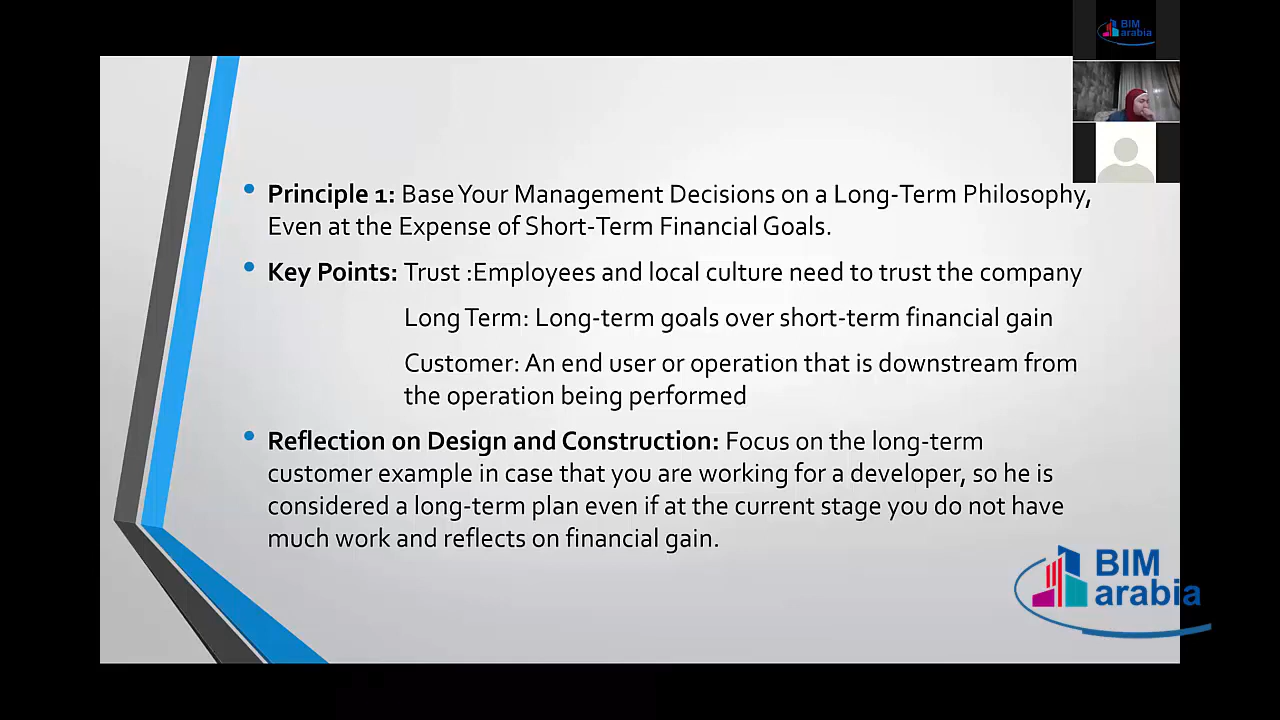 BIM
arabia
Principle 1: Base Your Management Decisions on a Long-Term Philosophy,
Even at the Expense of Short-Term Financial Goals.
Key Points: Trust :Employees and local culture need to trust the company
Long Term: Long-term goals over short-term financial gain
Customer: An end user or operation that is downstream from
the operation being performed
Reflection on Design and Construction: Focus on the long-term
customer example in case that you are working for a developer, so he is
considered a long-term plan even if at the current stage you do not have
much work and reflects on financial gain.
BIM
arabia